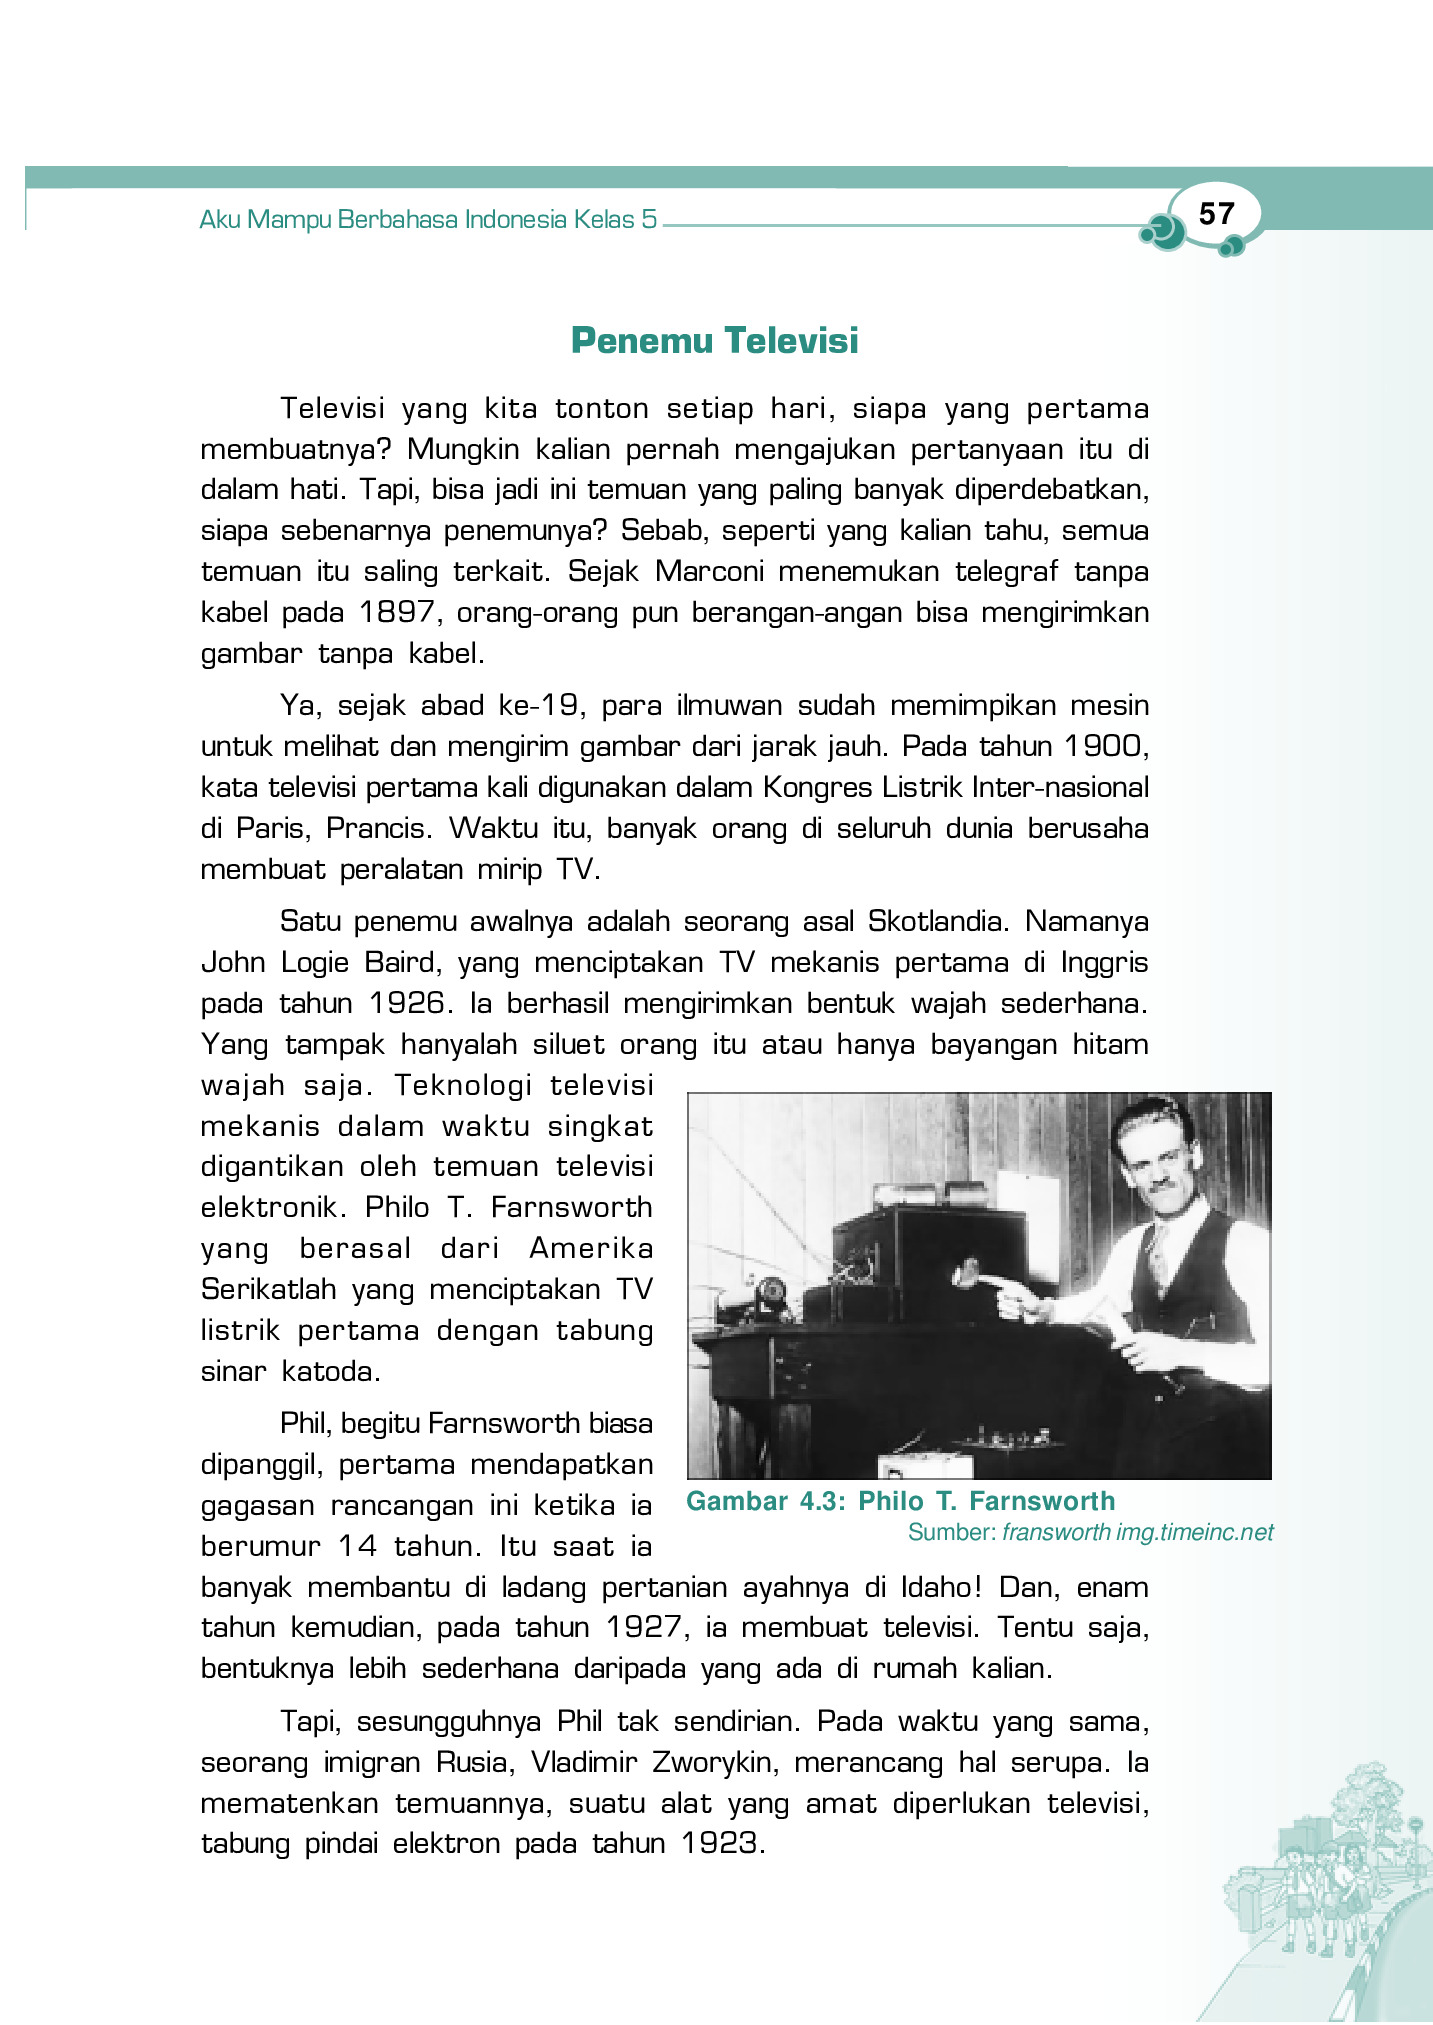 Aku Mampu Berbahasa Indonesia Kelas 5
57
Penemu Televisi
Televisi yang kita tonton setiap hari, siapa yang pertama
membuatnya? Mungkin kalian pernah mengajukan pertanyaan itu di
dalam hati. Tapi, bisa jadi ini temuan yang paling banyak diperdebatkan,
siapa sebenarnya penemunya? Sebab, seperti yang kalian tahu, semua
temuan itu saling terkait. Sejak Marconi menemukan telegraf tanpa
kabel pada 1897, orang-orang pun berangan-angan bisa mengirimkan
gambar tanpa kabel.
Ya, sejak abad ke-19, para ilmuwan sudah memimpikan mesin
untuk melihat dan mengirim gambar dari jarak jauh. Pada tahun 1900,
kata televisi pertama kali digunakan dalam Kongres Listrik Inter-nasional
di Paris, Prancis. Waktu itu, banyak orang di seluruh dunia berusaha
membuat peralatan mirip TV.
Satu penemu awalnya adalah seorang asal Skotlandia. Namanya
John Logie Baird, yang menciptakan TV mekanis pertama di Inggris
pada tahun 1926. Ia berhasil mengirimkan bentuk wajah sederhana.
Yang tampak hanyalah siluet orang itu atau hanya bayangan hitam
wajah saja. Teknologi televisi
mekanis dalam waktu singkat
digantikan oleh temuan televisi
elektronik. Philo T. Farnsworth
yang berasal dari Amerika
Serikatlah yang menciptakan TV
listrik pertama dengan tabung
sinar katoda.
Phil, begitu Farnsworth biasa
dipanggil, pertama mendapatkan
gagasan rancangan ini ketika ia
berumur 14 tahun. Itu saat ia
banyak membantu di ladang pertanian ayahnya di Idaho! Dan, enam
tahun kemudian, pada tahun 1927, ia membuat televisi. Tentu saja,
bentuknya lebih sederhana daripada yang ada di rumah kalian.
Gambar 4.3: Philo T. Farnsworth
Sumber: fransworth img.timeinc.net
Tapi, sesungguhnya Phil tak sendirian. Pada waktu yang sama,
seorang imigran Rusia, Vladimir Zworykin, merancang hal serupa. Ia
mematenkan temuannya, suatu alat yang amat diperlukan televisi,
tabung pindai elektron pada tahun 1923.